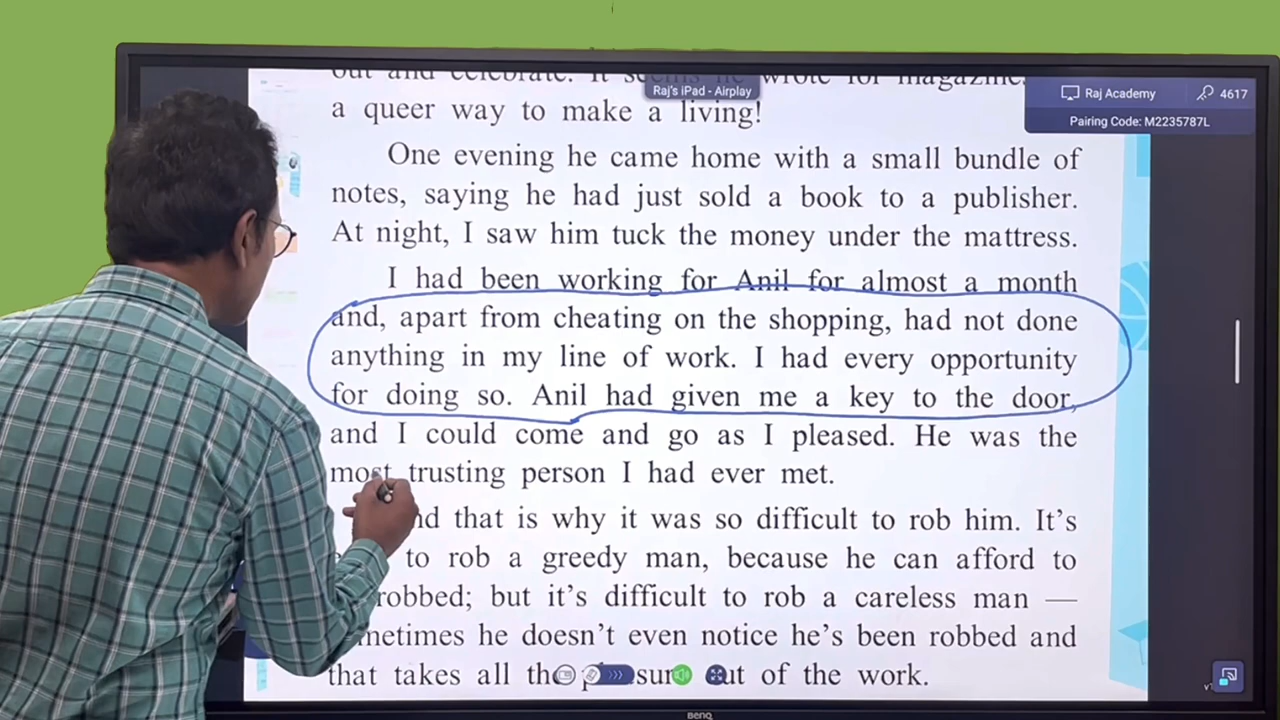 a queer way to make a living!
Raj's iPad - Airplay
Raj Academy
4617
Pairing Code: M2235787L
One evening he came home with a small bundle of
notes, saying he had just sold a book to a publisher.
At night, I saw him tuck the money under the mattress.
I had been working for Anil for almost a month
and, apart from cheating on the shopping, had not done
anything in my line of work. I had every opportunity
for doing so. Anil had given me a key to the door,
and I could come and go as I pleased. He was the
most trusting person I had ever met.
that is why it was so difficult to rob him. It's
to rob a greedy man, because he can afford to
robbed; but it's difficult to rob a careless man —
he doesn't even notice he's been robbed and
that takes all of the work.
BenQ